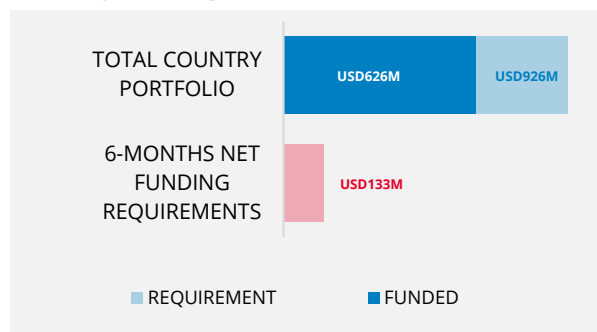 TOTAL COUNTRY
PORTFOLIO
USD626M
USD926M
6-MONTHS NET
FUNDING
REQUIREMENTS
USD133M
REQUIREMENT
FUNDED